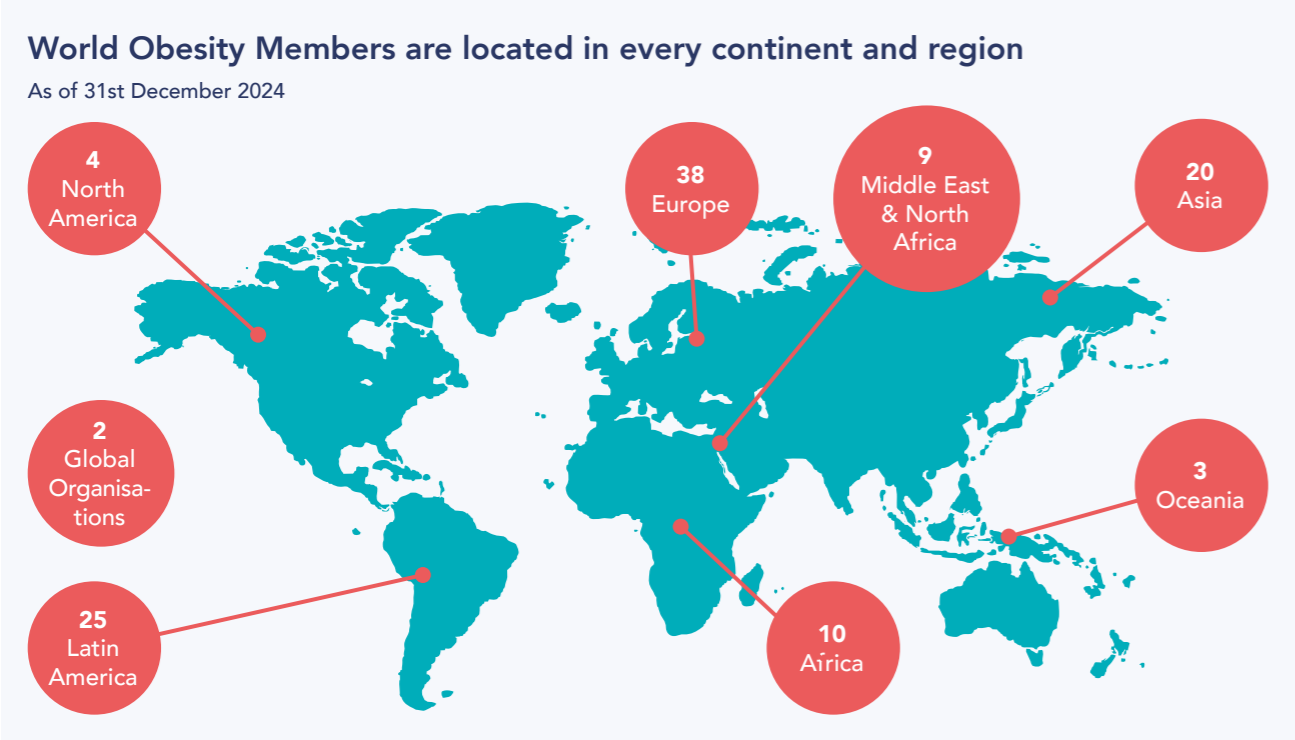 World Obesity Members are located in every continent and region
As of 31st December 2024
4
North
America
38
Europe
9
Middle East
& North
Africa
20
Asia
2
Global
Organisa-
tions
3
Oceania
25
Latin
America
10
Africa